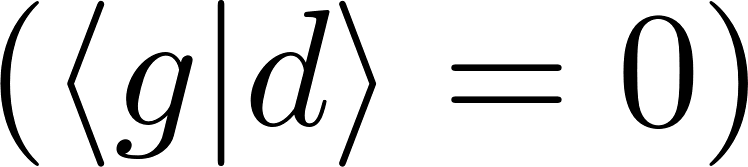 (⟨g|d⟩ = 0)